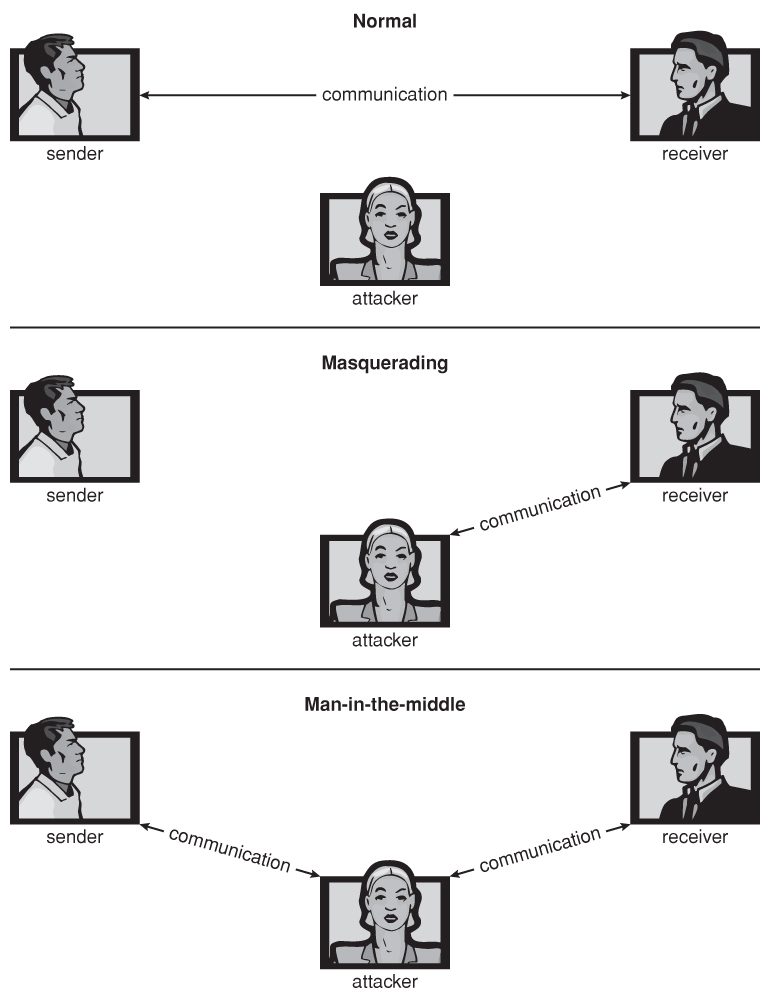 Normal
communication
sender
receiver
attacker
Masquerading
sender
communication
receiver
attacker
Man-in-the-middle
sender
communication
communication
receiver
attacker